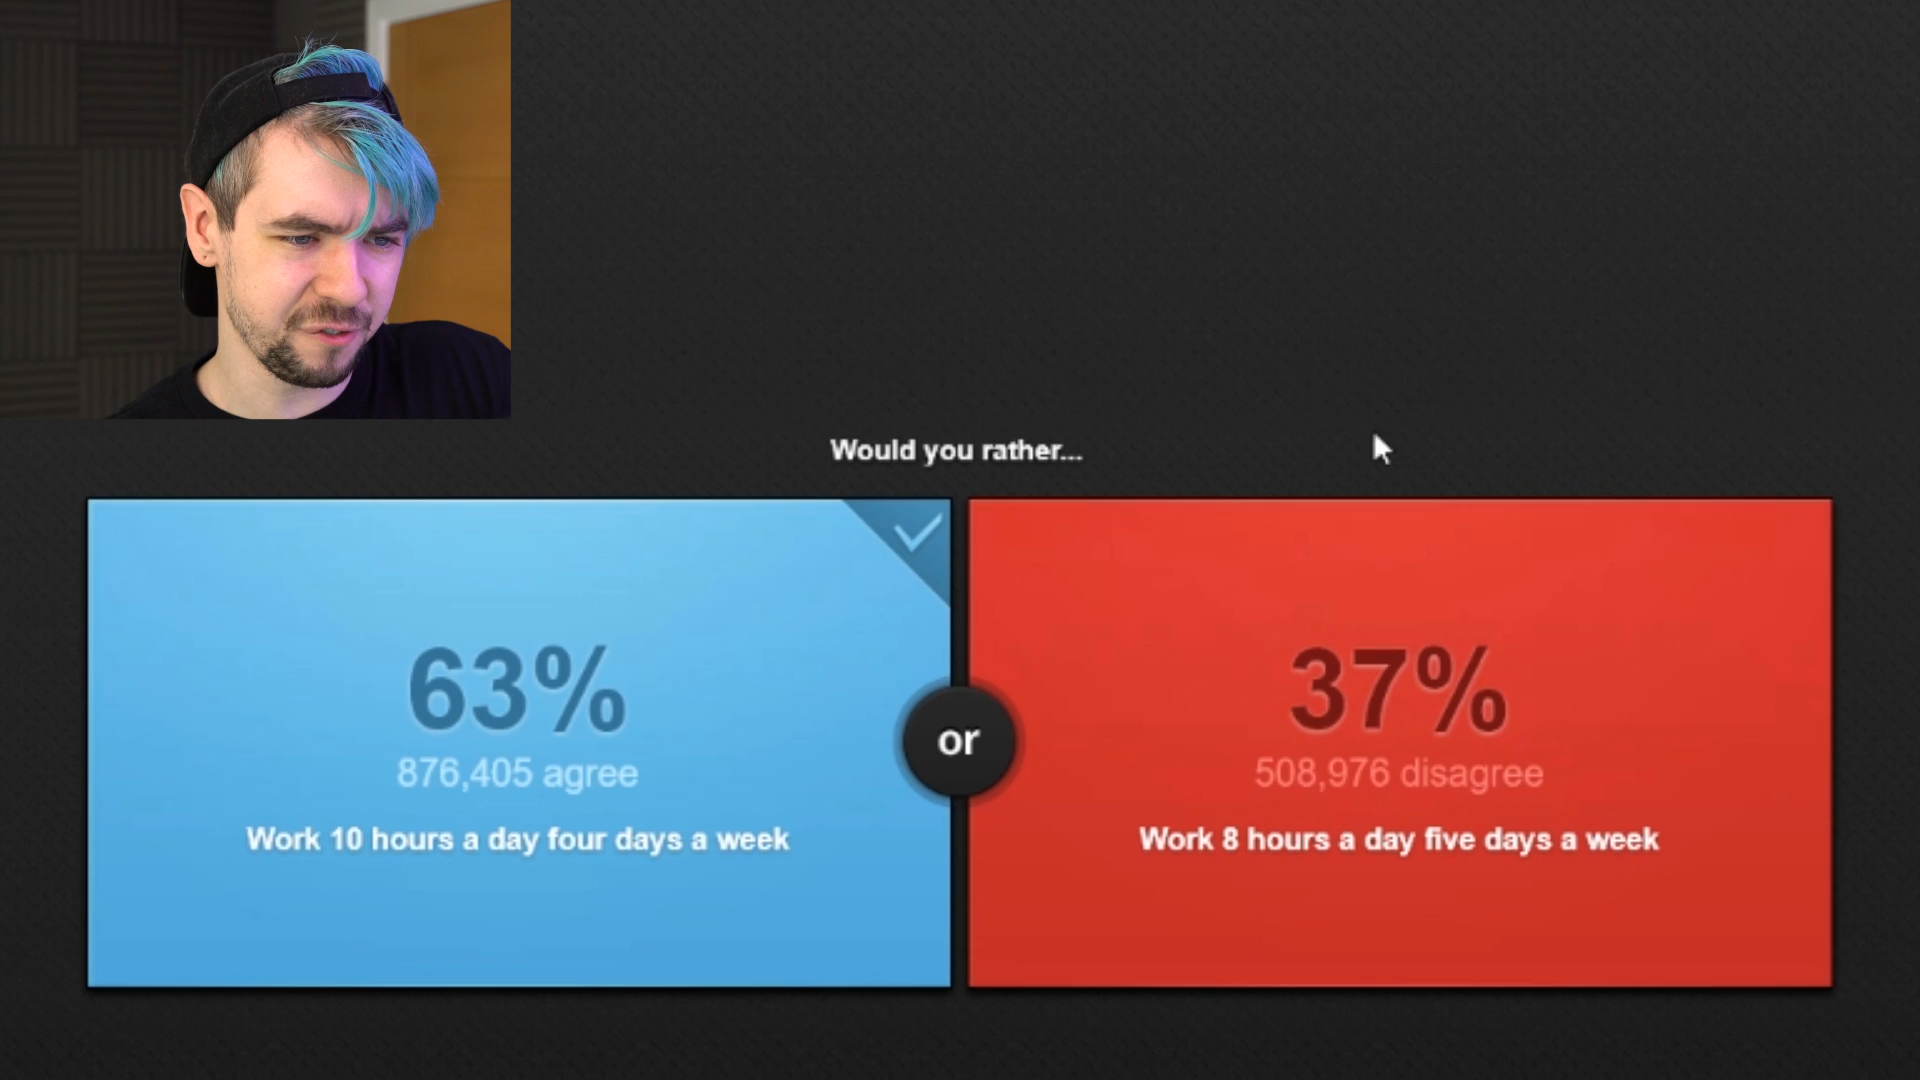 Would you rather...
63%
876,405 agree
Work 10 hours a day four days a week
or
37%
508,976 disagree
Work 8 hours a day five days a week